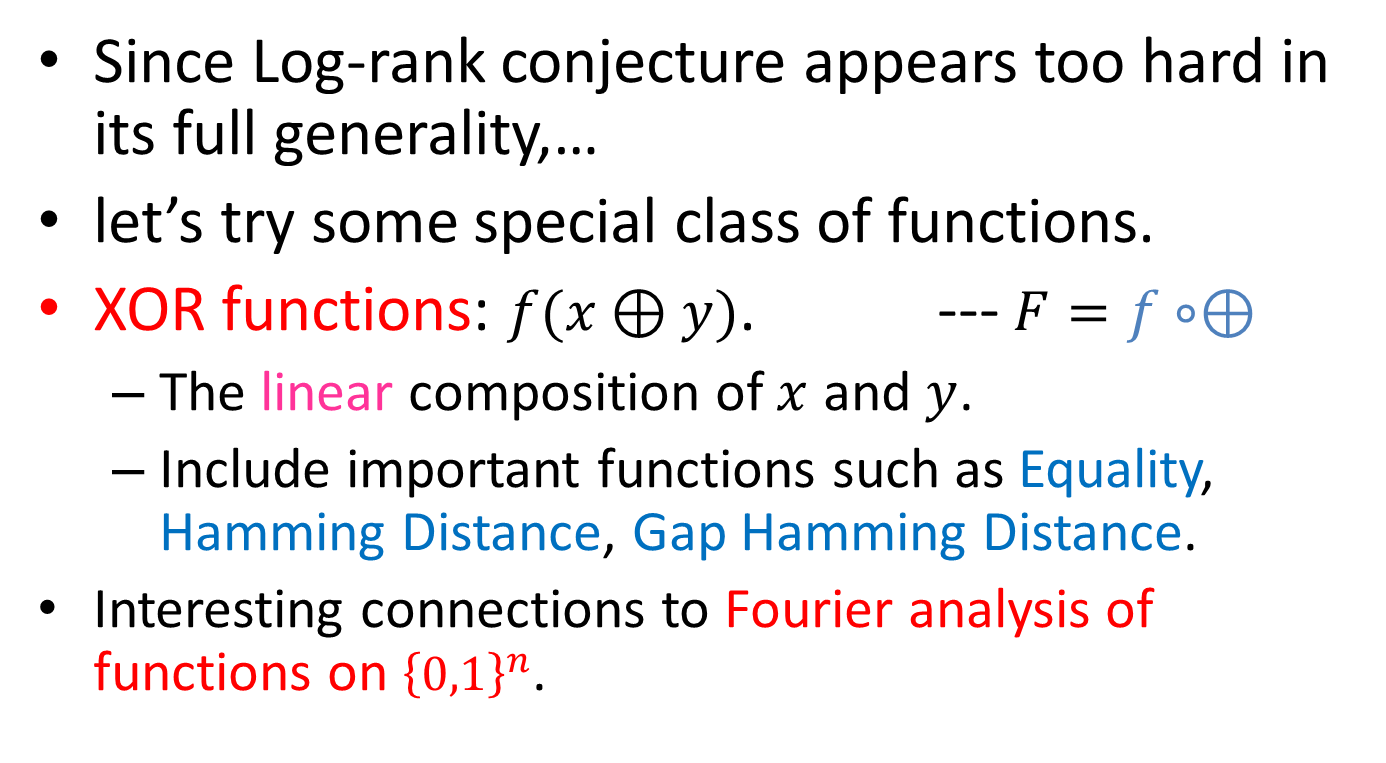 • Since Log-rank conjecture appears too hard in
its full generality,…
• let’s try some special class of functions.
• XOR functions: 𝑓(𝑥 ⊕ 𝑦). --- 𝐹 = 𝑓 ∘⊕
– The linear composition of 𝑥 and 𝑦.
– Include important functions such as Equality,
Hamming Distance, Gap Hamming Distance.
• Interesting connections to Fourier analysis of
functions on {0,1}ⁿ.